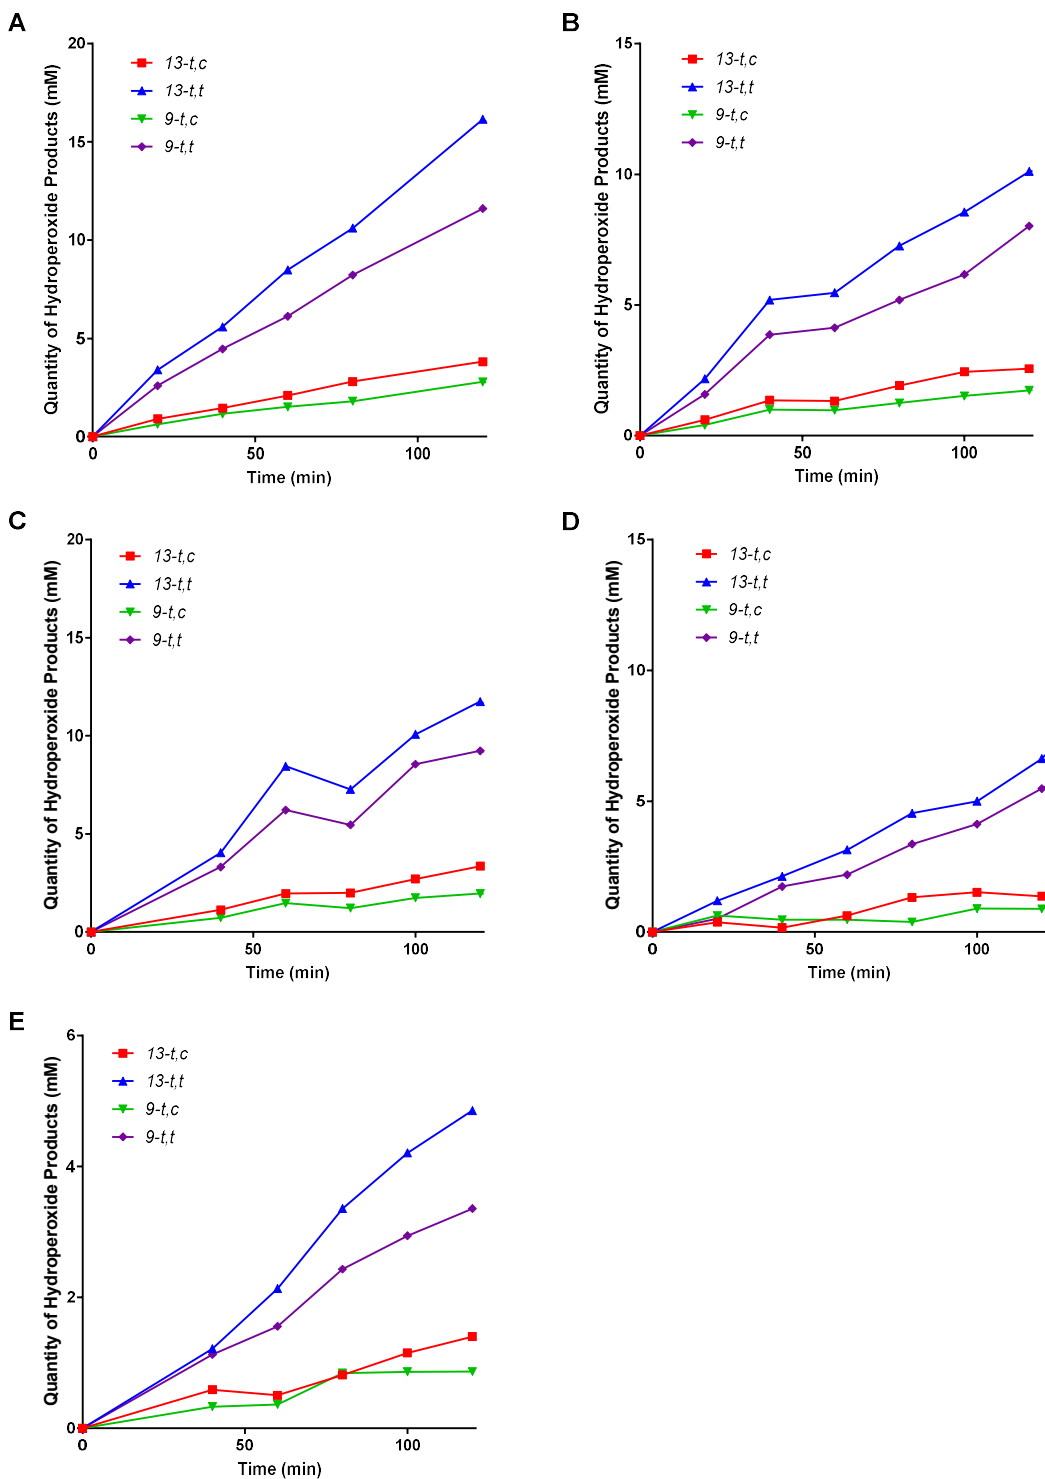 A
Quantity of Hydroperoxide Products (mM)
20
15
10
5
0
13-t,c
13-t,t
9-t,c
9-t,t
0
50
100
Time (min)
B
Quantity of Hydroperoxide Products (mM)
15
10
5
0
13-t,c
13-t,t
9-t,c
9-t,t
0
50
100
Time (min)
C
Quantity of Hydroperoxide Products (mM)
20
15
10
5
0
13-t,c
13-t,t
9-t,c
9-t,t
0
50
100
Time (min)
D
Quantity of Hydroperoxide Products (mM)
15
10
5
0
13-t,c
13-t,t
9-t,c
9-t,t
0
50
100
Time (min)
E
Quantity of Hydroperoxide Products (mM)
6
4
2
0
13-t,c
13-t,t
9-t,c
9-t,t
0
50
100
Time (min)